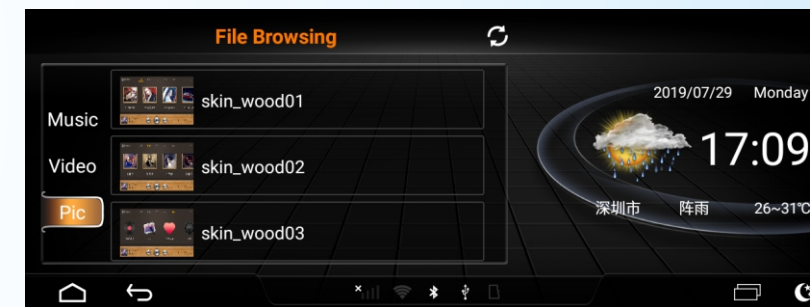 File Browsing
Music
Video
Pic
skin_wood01
skin_wood02
skin_wood03
2019/07/29 Monday
17:09
深圳市 阵雨 26~31℃